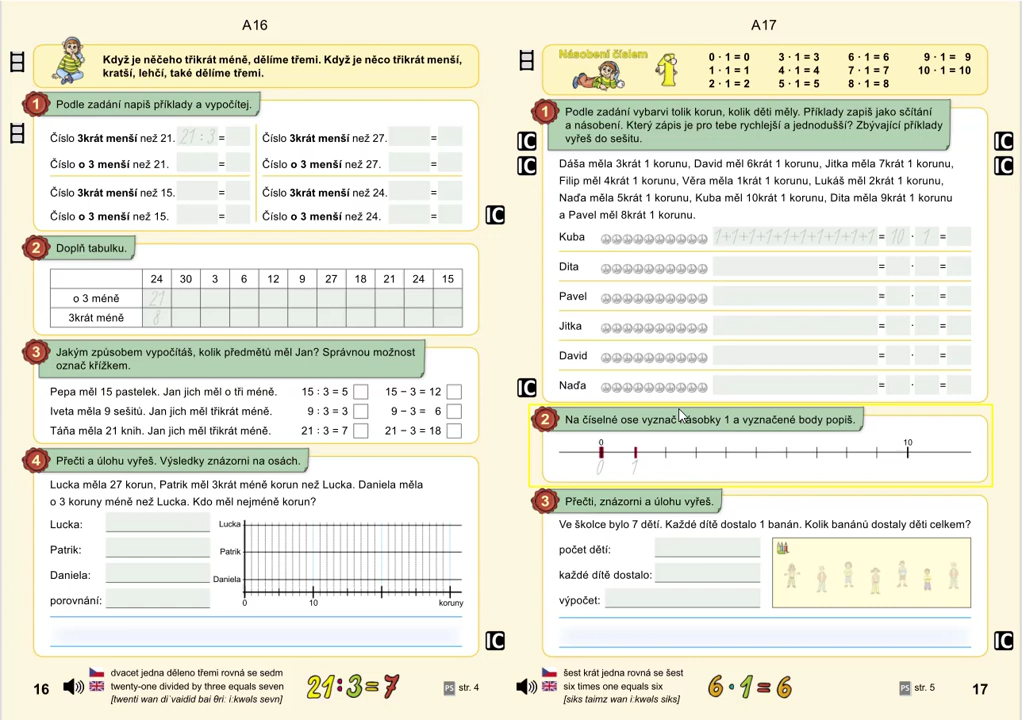 A16
Když je něčeho třikrát méně, dělíme třemi. Když je něco třikrát menší,
kratší, lehčí, také dělíme třemi.
1 Podle zadání napiš příklady a vypočítej.
Číslo 3krát menší než 21. 21 : 3 =
Číslo 3krát menší než 27. =
Číslo o 3 menší než 21. =
Číslo o 3 menší než 27. =
Číslo 3krát menší než 15. =
Číslo 3krát menší než 24. =
Číslo o 3 menší než 15. =
Číslo o 3 menší než 24. =
IC
2 Doplň tabulku.
24 30 3 6 12 9 27 18 21 24 15
o 3 méně 21
3krát méně 8
3 Jakým způsobem vypočítáš, kolik předmětů měl Jan? Správnou možnost
označ křížkem.
Pepa měl 15 pastelek. Jan jich měl o tři méně. 15 : 3 = 5 15 − 3 = 12
Iveta měla 9 sešitů. Jan jich měl třikrát méně. 9 : 3 = 3 9 − 3 = 6
Táňa měla 21 knih. Jan jich měl třikrát méně. 21 : 3 = 7 21 − 3 = 18
4 Přečti a úlohu vyřeš. Výsledky znázorni na osách.
Lucka měla 27 korun, Patrik měl 3krát méně korun než Lucka. Daniela měla
o 3 koruny méně než Lucka. Kdo měl nejméně korun?
Lucka:
Patrik:
Daniela:
porovnání:
Lucka
Patrik
Daniela
0 10 koruny
IC
16
dvacet jedna děleno třemi rovná se sedm
twenty-one divided by three equals seven
[twenti wan di`vaidid bai θri: i:kwəls sevn]
21:3=7
PS str. 4
A17
Násobení číslem 1
0 · 1 = 0 3 · 1 = 3 6 · 1 = 6 9 · 1 = 9
1 · 1 = 1 4 · 1 = 4 7 · 1 = 7 10 · 1 = 10
2 · 1 = 2 5 · 1 = 5 8 · 1 = 8
1 Podle zadání vybarvi tolik korun, kolik děti měly. Příklady zapiš jako sčítání
a násobení. Který zápis je pro tebe rychlejší a jednodušší? Zbývající příklady
vyřeš do sešitu.
IC IC
IC IC
Dáša měla 3krát 1 korunu, David měl 6krát 1 korunu, Jitka měla 7krát 1 korunu,
Filip měl 4krát 1 korunu, Věra měla 1krát 1 korunu, Lukáš měl 2krát 1 korunu,
Naďa měla 5krát 1 korunu, Kuba měl 10krát 1 korunu, Dita měla 9krát 1 korunu
a Pavel měl 8krát 1 korunu.
Kuba 1+1+1+1+1+1+1+1+1+1 = 10 · 1 =
Dita = · =
Pavel = · =
Jitka = · =
David = · =
Naďa = · =
IC
2 Na číselné ose vyznač násobky 1 a vyznačené body popiš.
0 10
0 1
3 Přečti, znázorni a úlohu vyřeš.
Ve školce bylo 7 dětí. Každé dítě dostalo 1 banán. Kolik banánů dostaly děti celkem?
počet dětí:
každé dítě dostalo:
výpočet:
IC
šest krát jedna rovná se šest
six times one equals six
[siks taimz wan i:kwəls siks]
6·1=6
PS str. 5
17